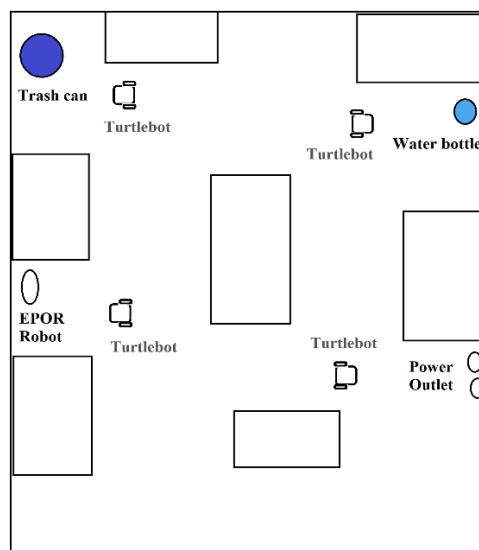 Trash can
Turtlebot
Turtlebot
Water bottle
EPOR
Robot
Turtlebot
Turtlebot
Power
Outlet